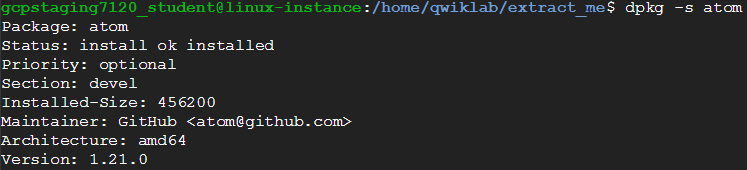 gcpstaging7120_student@linux-instance:/home/qwiklab/extract_me$ dpkg -s atom
Package: atom
Status: install ok installed
Priority: optional
Section: devel
Installed-Size: 456200
Maintainer: GitHub <atom@github.com>
Architecture: amd64
Version: 1.21.0